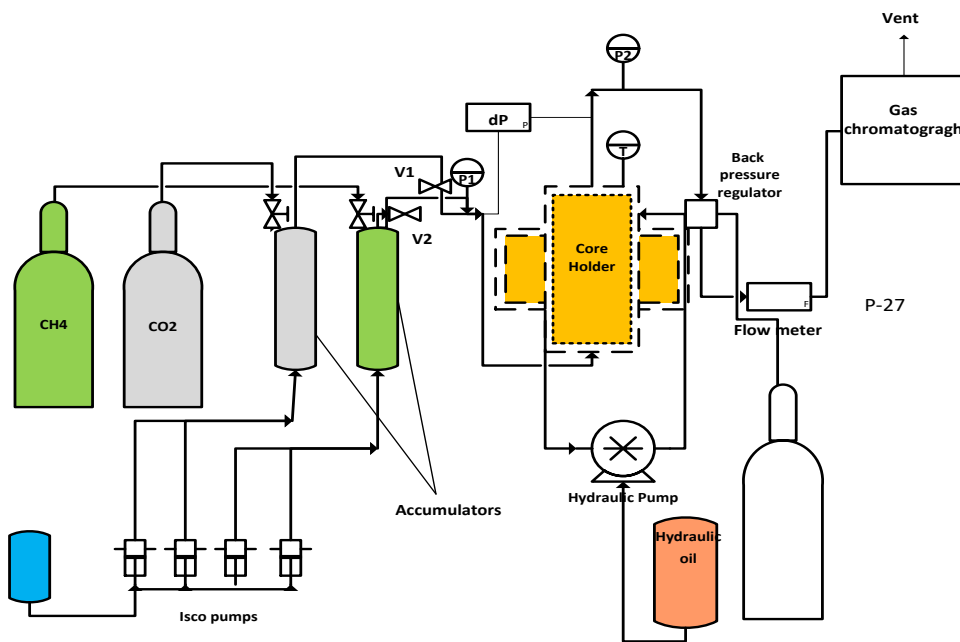 Vent
P2
Gas
chromatogragh
dP
P
T
Back
pressure
regulator
V1
P1
V2
Core
Holder
CH4
CO2
F
P-27
Flow meter
Accumulators
Hydraulic Pump
Hydraulic
oil
Isco pumps